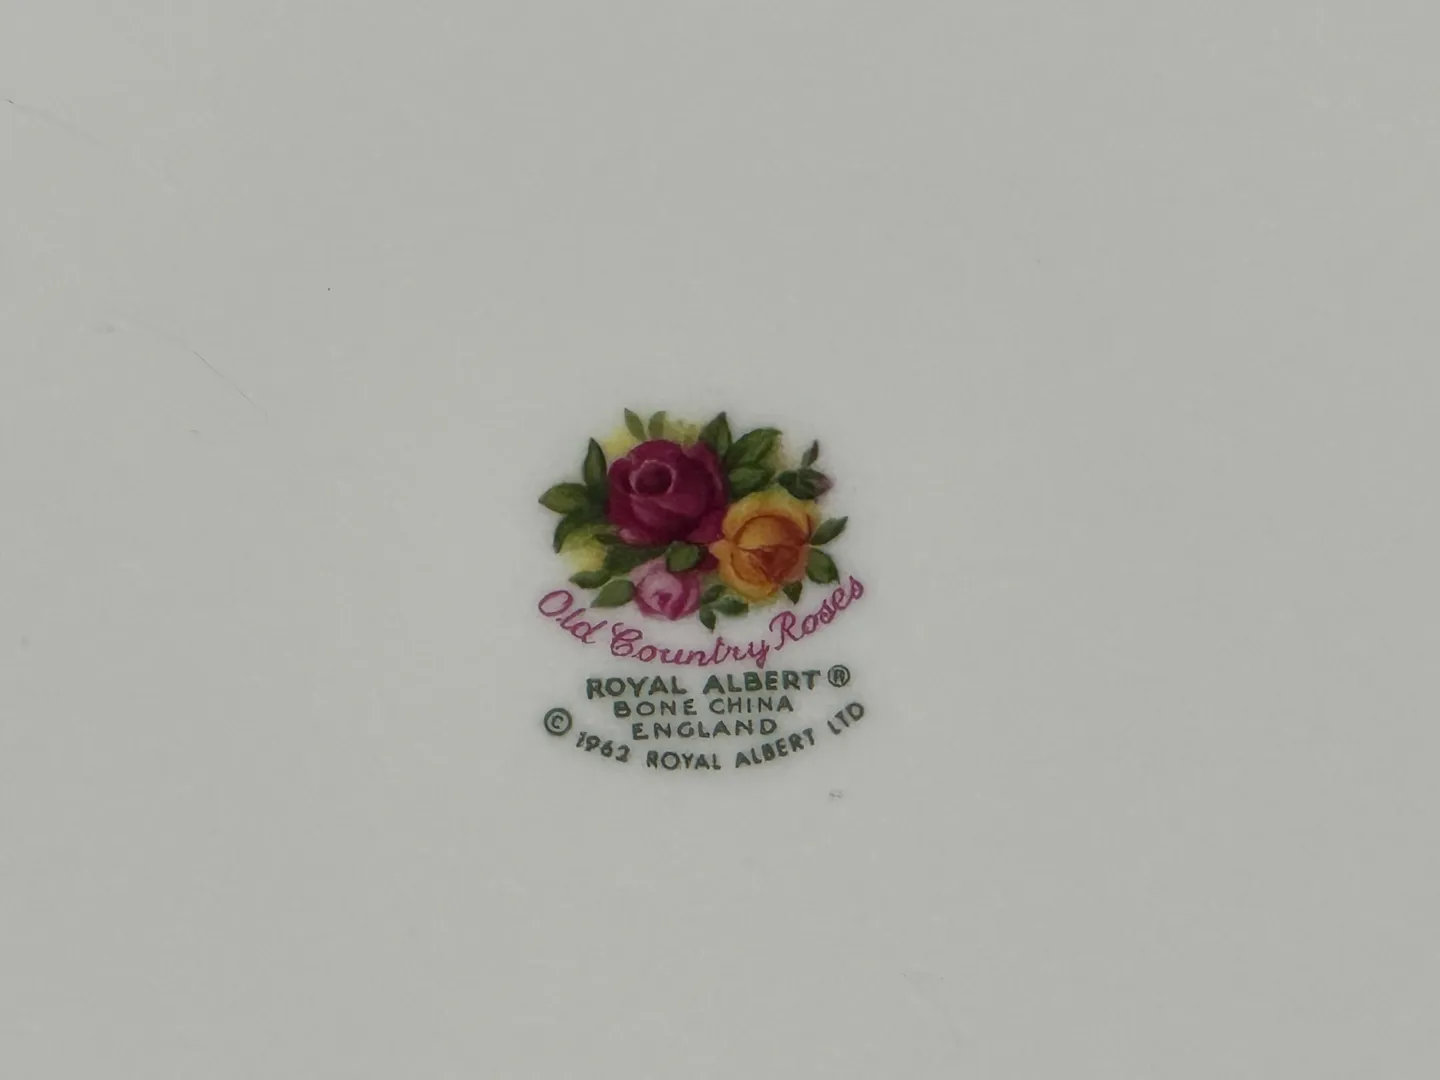 Old Country Roses
ROYAL ALBERT®
BONE CHINA
ENGLAND
© 1962 ROYAL ALBERT LTD